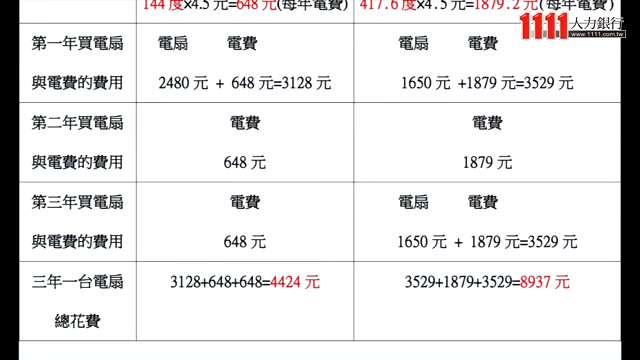 144 度×4.5 元=648 元(每年電費) 417.6 度×4.5 元=1879.2 元(每年電費)
1111 人力銀行
www.1111.com.tw
第一年買電扇 電扇 電費 電扇 電費
與電費的費用 2480 元 + 648 元=3128 元 1650 元 +1879 元=3529 元
第二年買電扇 電費 電費
與電費的費用 648 元 1879 元
第三年買電扇 電費 電扇 電費
與電費的費用 648 元 1650 元 + 1879 元=3529 元
三年一台電扇 3128+648+648=4424 元 3529+1879+3529=8937 元
總花費